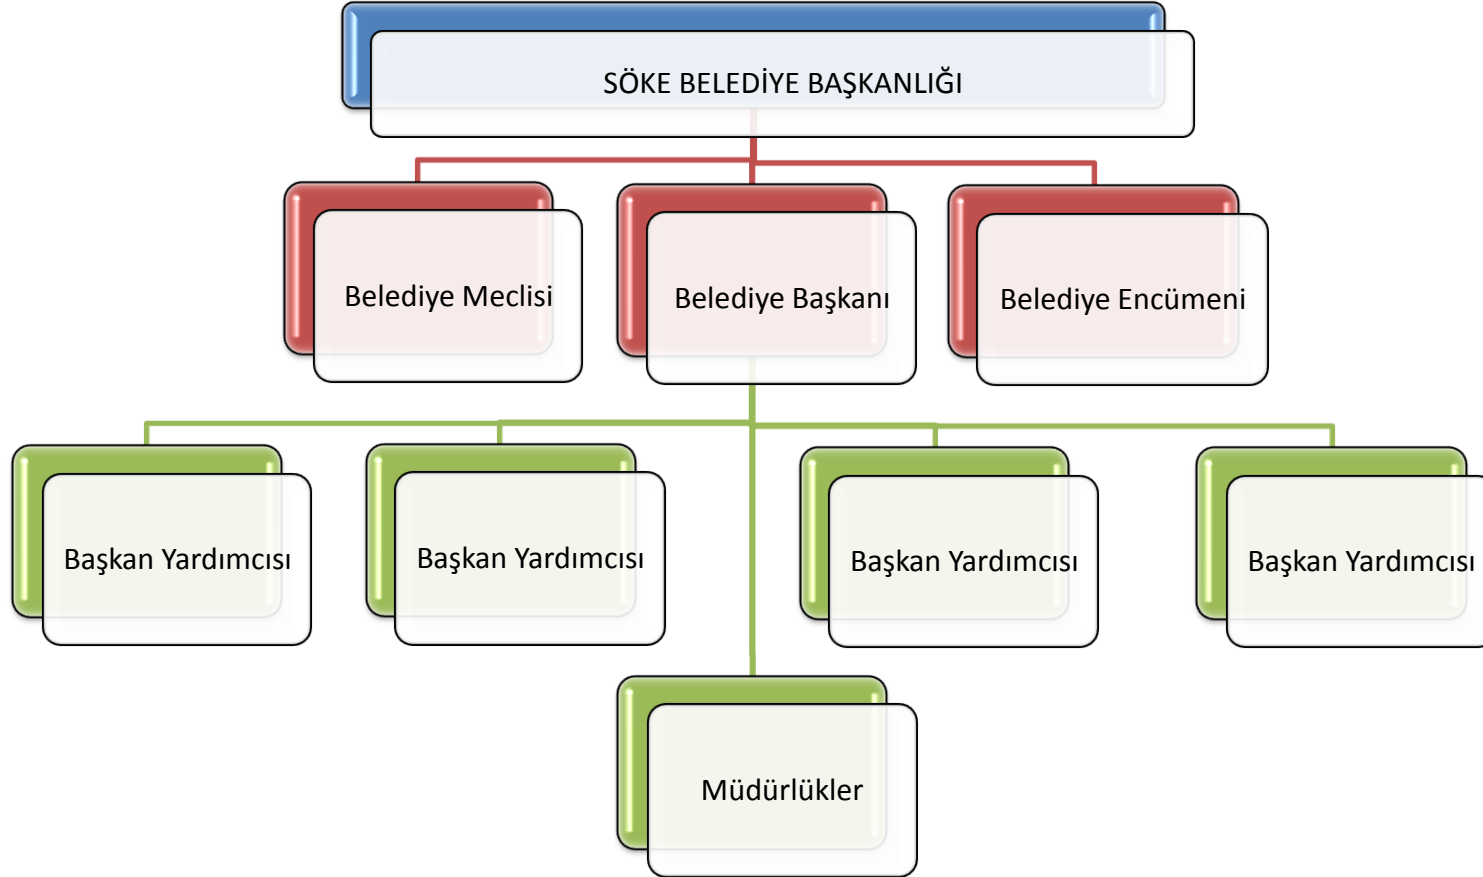 SÖKE BELEDİYE BAŞKANLIĞI
Belediye Meclisi
Belediye Başkanı
Belediye Encümeni
Başkan Yardımcısı
Başkan Yardımcısı
Başkan Yardımcısı
Başkan Yardımcısı
Müdürlükler